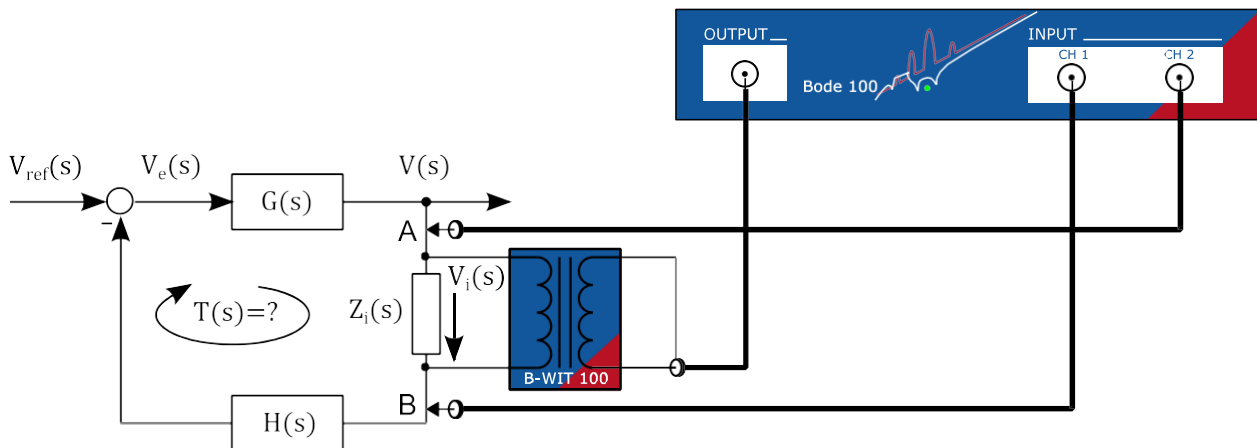 OUTPUT
INPUT
CH 1
CH 2
Bode 100
V_ref(s)
V_e(s)
G(s)
V(s)
–
A
V_i(s)
Z_i(s)
T(s)=?
B-WIT 100
B
H(s)